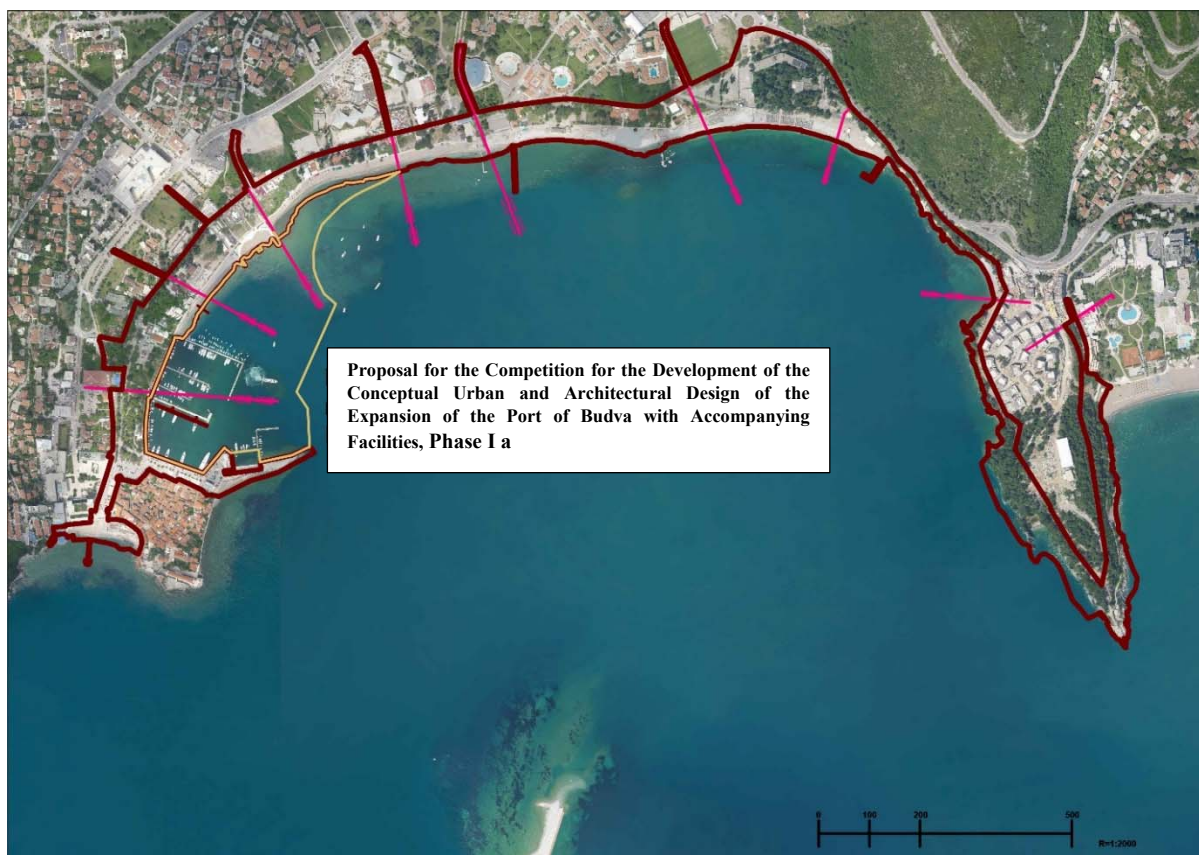 Proposal for the Competition for the Development of the
Conceptual Urban and Architectural Design of the
Expansion of the Port of Budva with Accompanying
Facilities, Phase I a
0 100 200 500
R=1:2000